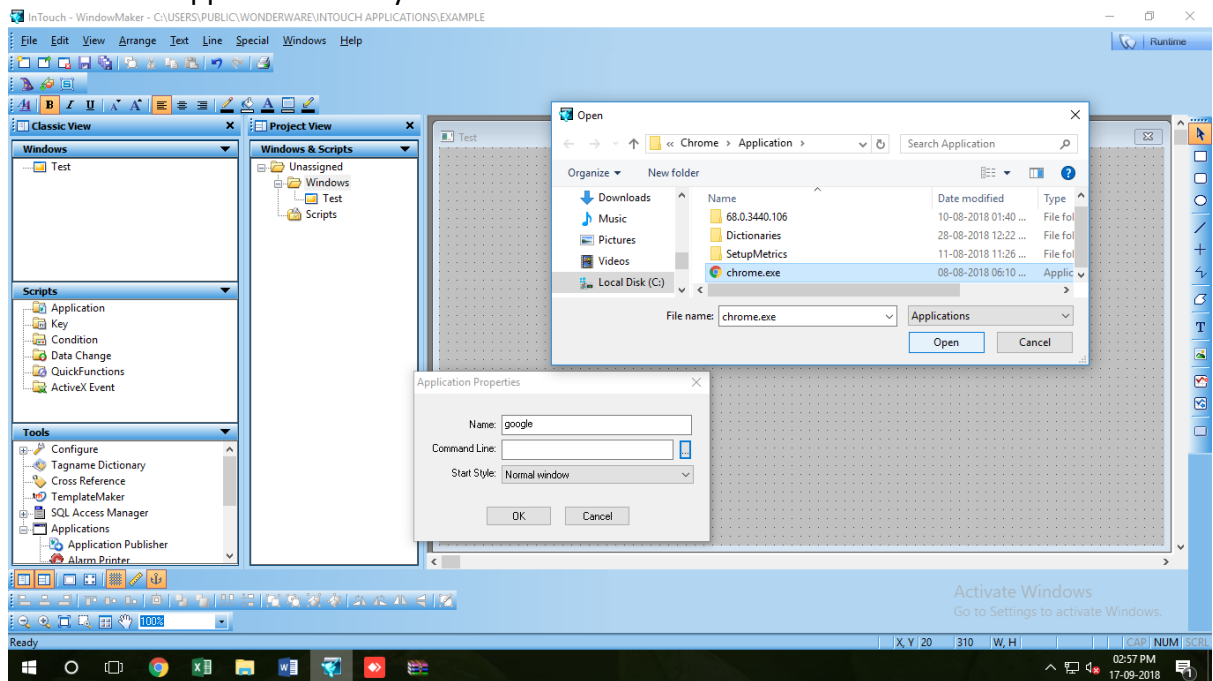 InTouch - WindowMaker - C:\USERS\PUBLIC\WONDERWARE\INTOUCH APPLICATIONS\EXAMPLE
File Edit View Arrange Text Line Special Windows Help
Runtime
Classic View
Project View
Windows
Test
Windows & Scripts
Unassigned
Windows
Test
Scripts
Scripts
Application
Key
Condition
Data Change
QuickFunctions
ActiveX Event
Tools
Configure
Tagname Dictionary
Cross Reference
TemplateMaker
SQL Access Manager
Applications
Application Publisher
Alarm Printer
Test
Open
« Chrome › Application ›
Search Application
Organize New folder
Name Date modified Type
Downloads
Music
Pictures
Videos
Local Disk (C:)
68.0.3440.106 10-08-2018 01:40 ... File fol
Dictionaries 28-08-2018 12:22 ... File fol
SetupMetrics 11-08-2018 11:26 ... File fol
chrome.exe 08-08-2018 06:10 ... Applic
File name: chrome.exe Applications
Open Cancel
Application Properties
Name: google
Command Line: ...
Start Style: Normal window
OK Cancel
100%
Activate Windows
Go to Settings to activate Windows.
Ready X, Y 20 310 W, H CAP NUM SCRL
02:57 PM
17-09-2018